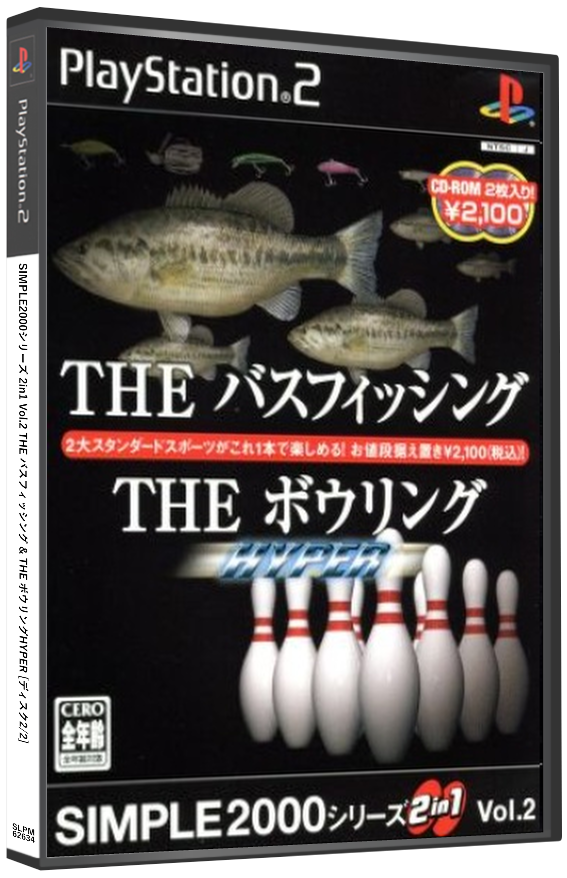 PlayStation®2
NTSC J
CD-ROM 2枚入り!
¥2,100
THE バスフィッシング
2大スタンダードスポーツがこれ1本で楽しめる! お値段据え置き¥2,100(税込)!
THE ボウリング
HYPER
CERO
全年齢
全年齢対象
SIMPLE2000シリーズ 2in1 Vol.2
PlayStation.2
SIMPLE2000シリーズ 2in1 Vol.2 THE バスフィッシング & THE ボウリングHYPER [ディスク2/2]
SLPM
62634